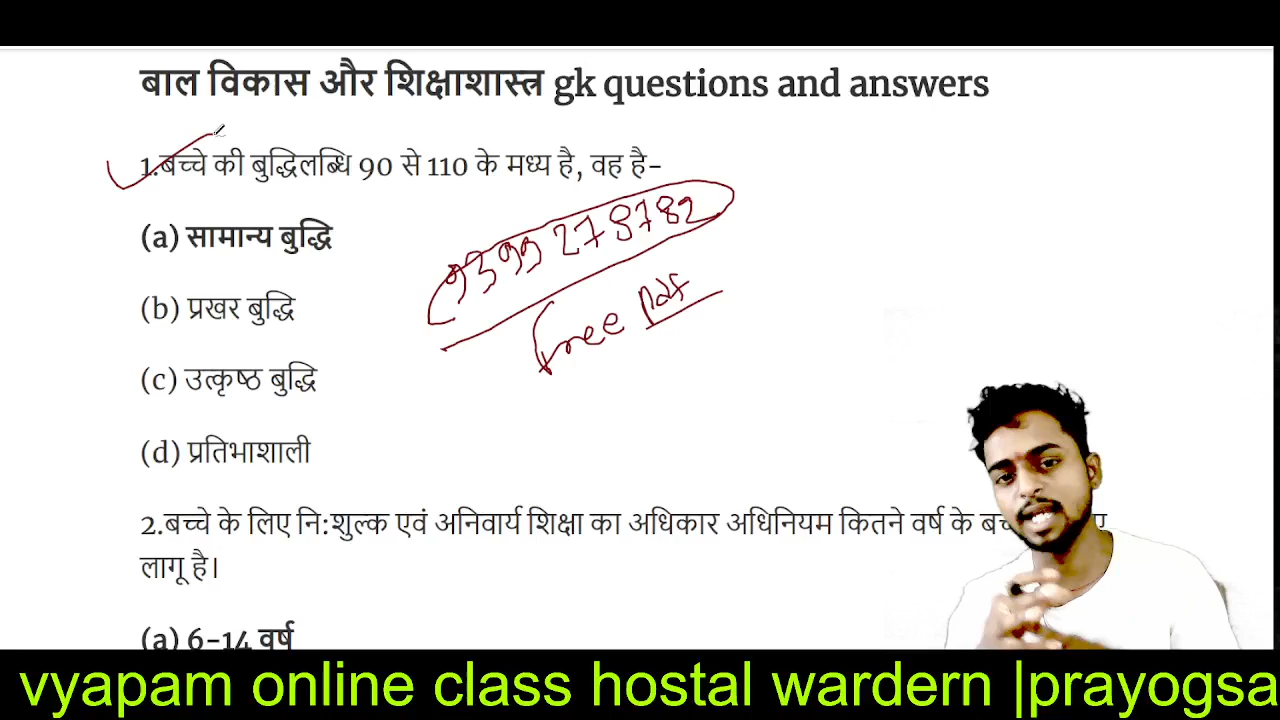 बाल विकास और शिक्षाशास्त्र gk questions and answers
1.बच्चे की बुद्धिलब्धि 90 से 110 के मध्य है, वह है-
(a) सामान्य बुद्धि
9399278782
(b) प्रखर बुद्धि
free pdf
(c) उत्कृष्ठ बुद्धि
(d) प्रतिभाशाली
2.बच्चे के लिए नि:शुल्क एवं अनिवार्य शिक्षा का अधिकार अधिनियम कितने वर्ष के
लागू है।
(a) 6-14 वर्ष
vyapam online class hostal wardern |prayogsa